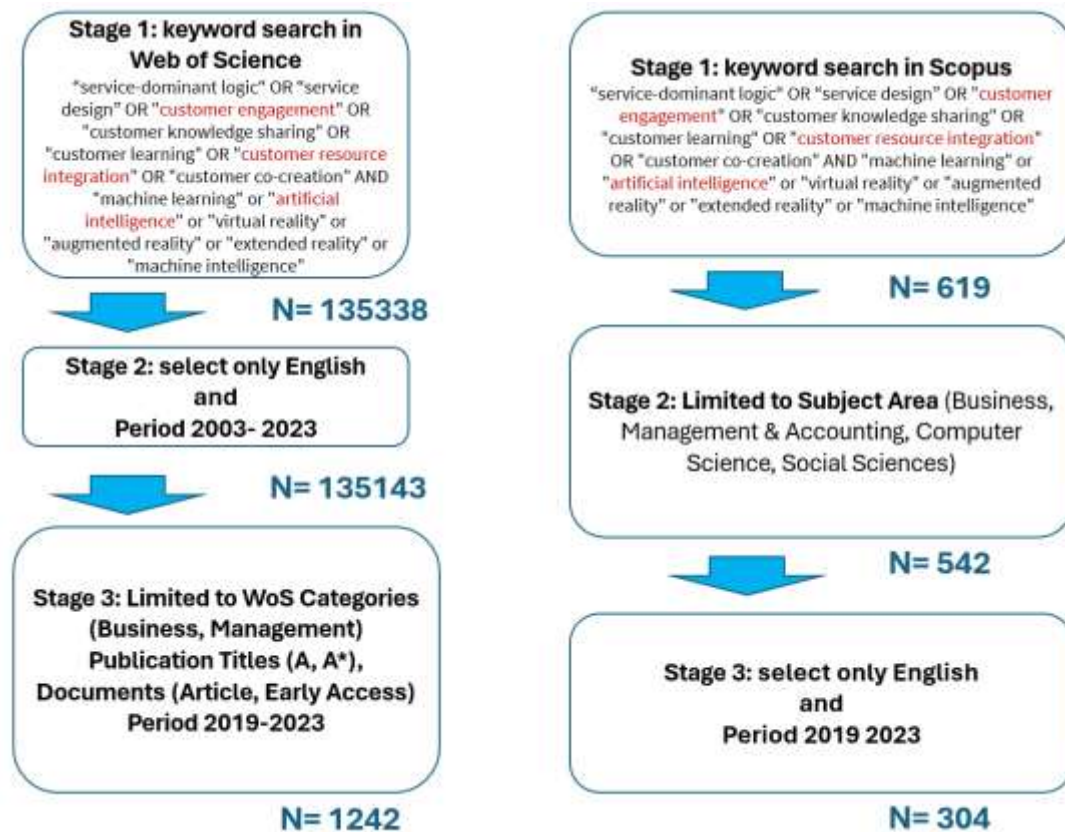 Stage 1: keyword search in
Web of Science
"service-dominant logic" OR "service
design" OR "customer engagement" OR
"customer knowledge sharing" OR
"customer learning" OR "customer resource
integration" OR "customer co-creation" AND
"machine learning" or "artificial
intelligence" or "virtual reality" or
"augmented reality" or "extended reality" or
"machine intelligence"
N= 135338
Stage 2: select only English
and
Period 2003- 2023
N= 135143
Stage 3: Limited to WoS Categories
(Business, Management)
Publication Titles (A, A*),
Documents (Article, Early Access)
Period 2019-2023
N= 1242
Stage 1: keyword search in Scopus
"service-dominant logic" OR "service design" OR "customer
engagement" OR "customer knowledge sharing" OR
"customer learning" OR "customer resource integration"
OR "customer co-creation" AND "machine learning" or
"artificial intelligence" or "virtual reality" or "augmented
reality" or "extended reality" or "machine intelligence"
N= 619
Stage 2: Limited to Subject Area (Business,
Management & Accounting, Computer
Science, Social Sciences)
N= 542
Stage 3: select only English
and
Period 2019 2023
N= 304